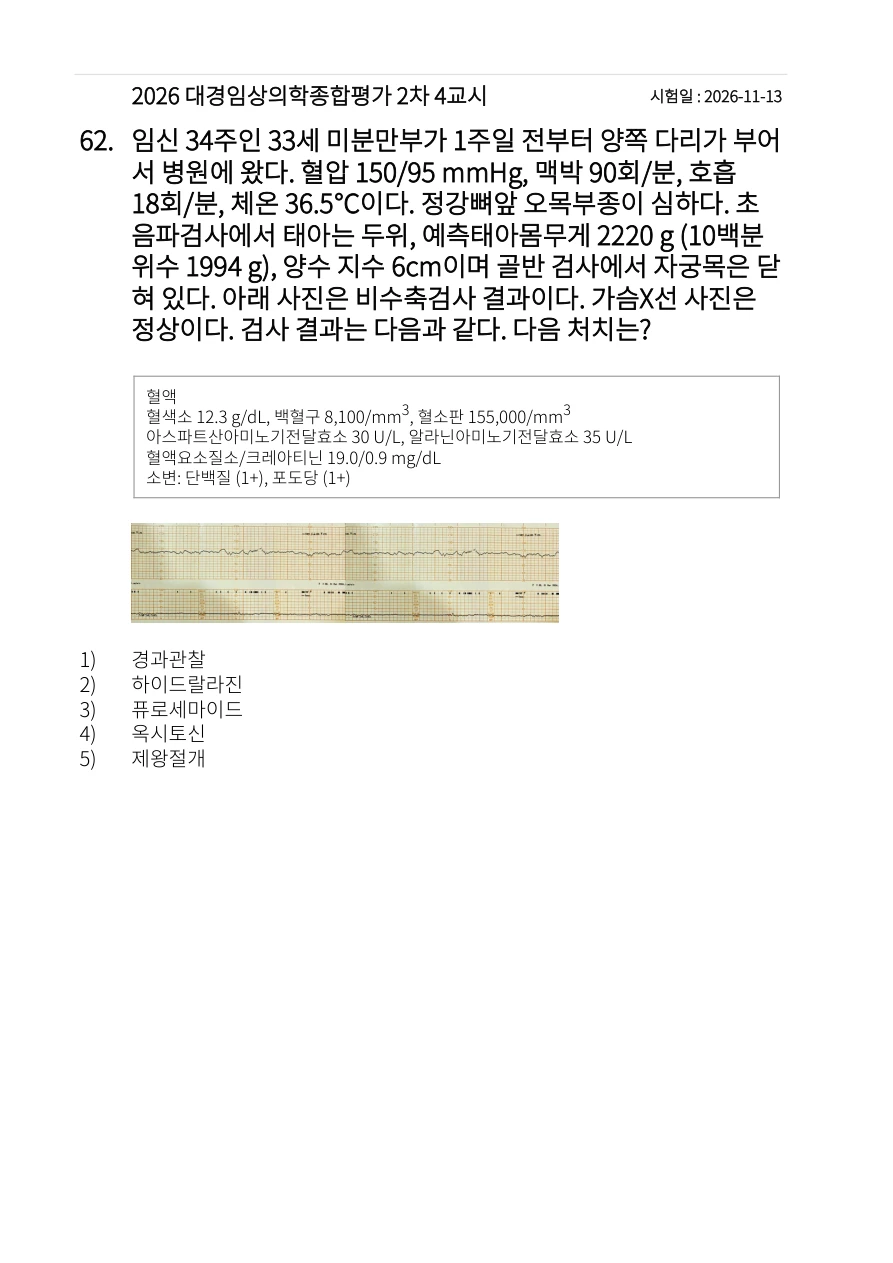 2026 대경임상의학종합평가 2차 4교시
시험일 : 2026-11-13
62. 임신 34주인 33세 미분만부가 1주일 전부터 양쪽 다리가 부어
서 병원에 왔다. 혈압 150/95 mmHg, 맥박 90회/분, 호흡
18회/분, 체온 36.5℃이다. 정강뼈앞 오목부종이 심하다. 초
음파검사에서 태아는 두위, 예측태아몸무게 2220 g (10백분
위수 1994 g), 양수 지수 6cm이며 골반 검사에서 자궁목은 닫
혀 있다. 아래 사진은 비수축검사 결과이다. 가슴X선 사진은
정상이다. 검사 결과는 다음과 같다. 다음 처치는?
혈액
혈색소 12.3 g/dL, 백혈구 8,100/mm3, 혈소판 155,000/mm3
아스파트산아미노기전달효소 30 U/L, 알라닌아미노기전달효소 35 U/L
혈액요소질소/크레아티닌 19.0/0.9 mg/dL
소변: 단백질 (1+), 포도당 (1+)
1) 경과관찰
2) 하이드랄라진
3) 퓨로세마이드
4) 옥시토신
5) 제왕절개